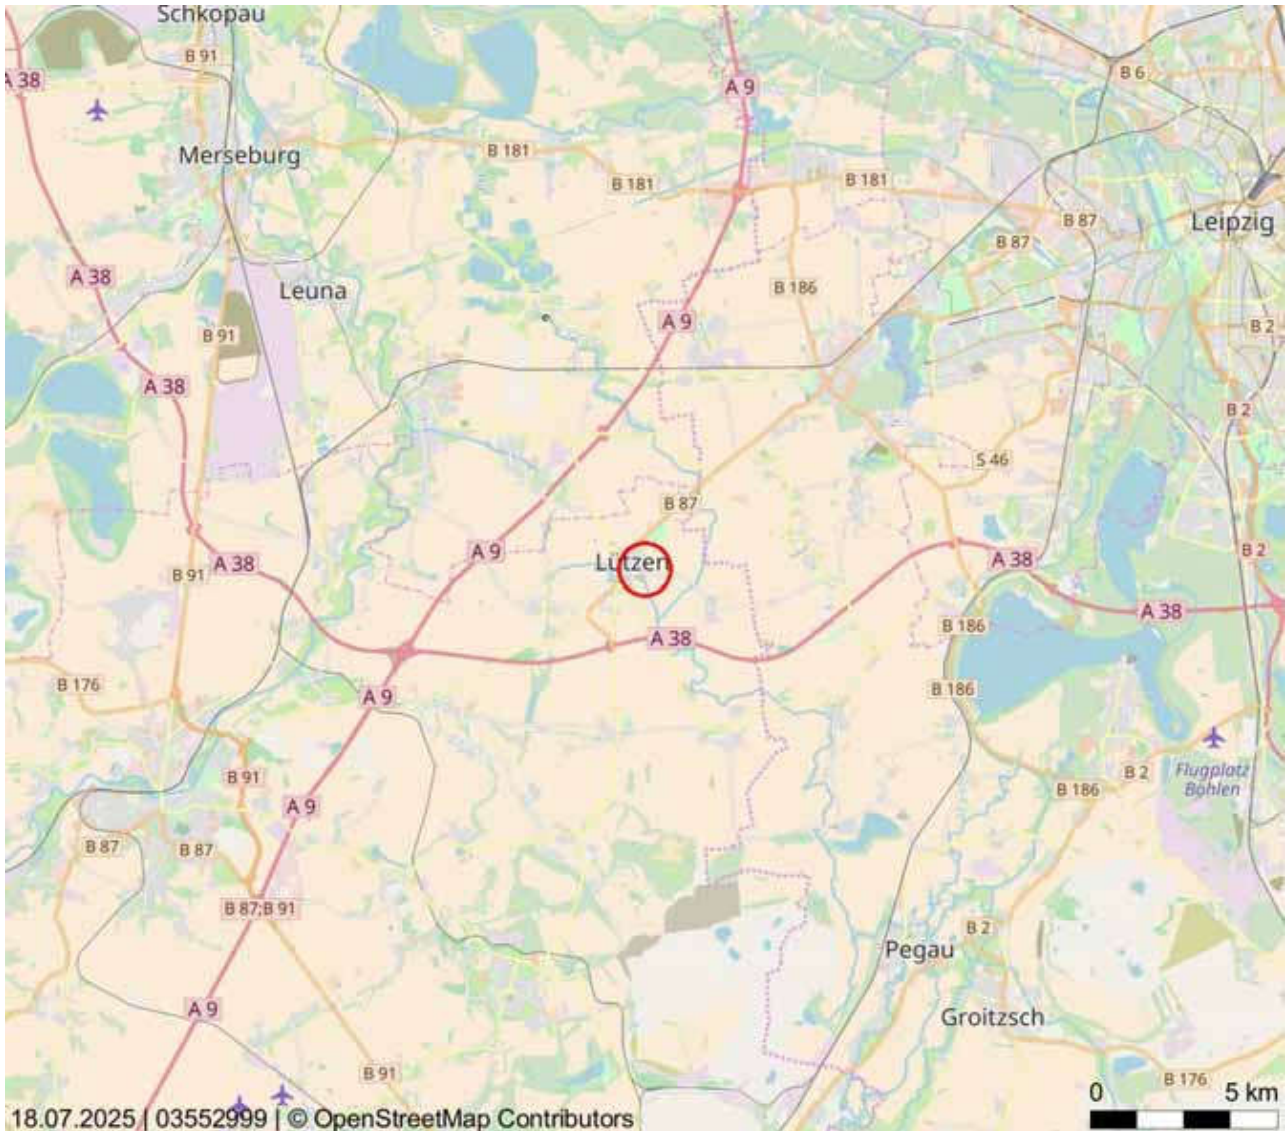 Schkopau
B 91
A 38
A 9
B 6
Merseburg
B 181
B 181
B 181
B 87
Leipzig
B 87
A 38
Leuna
B 186
A 9
B 91
B 2
A 38
B 2
S 46
B 87
A 9
B 2
A 38
Lützen
A 38
B 91
A 38
B 186
A 38
B 176
A 9
B 186
Flugplatz
Böhlen
B 2
B 91
B 186
A 9
B 87
B 87
B 87;B 91
B 2
Pegau
A 9
Groitzsch
B 91
B 176
0 5 km
18.07.2025 | 03552999 | © OpenStreetMap Contributors